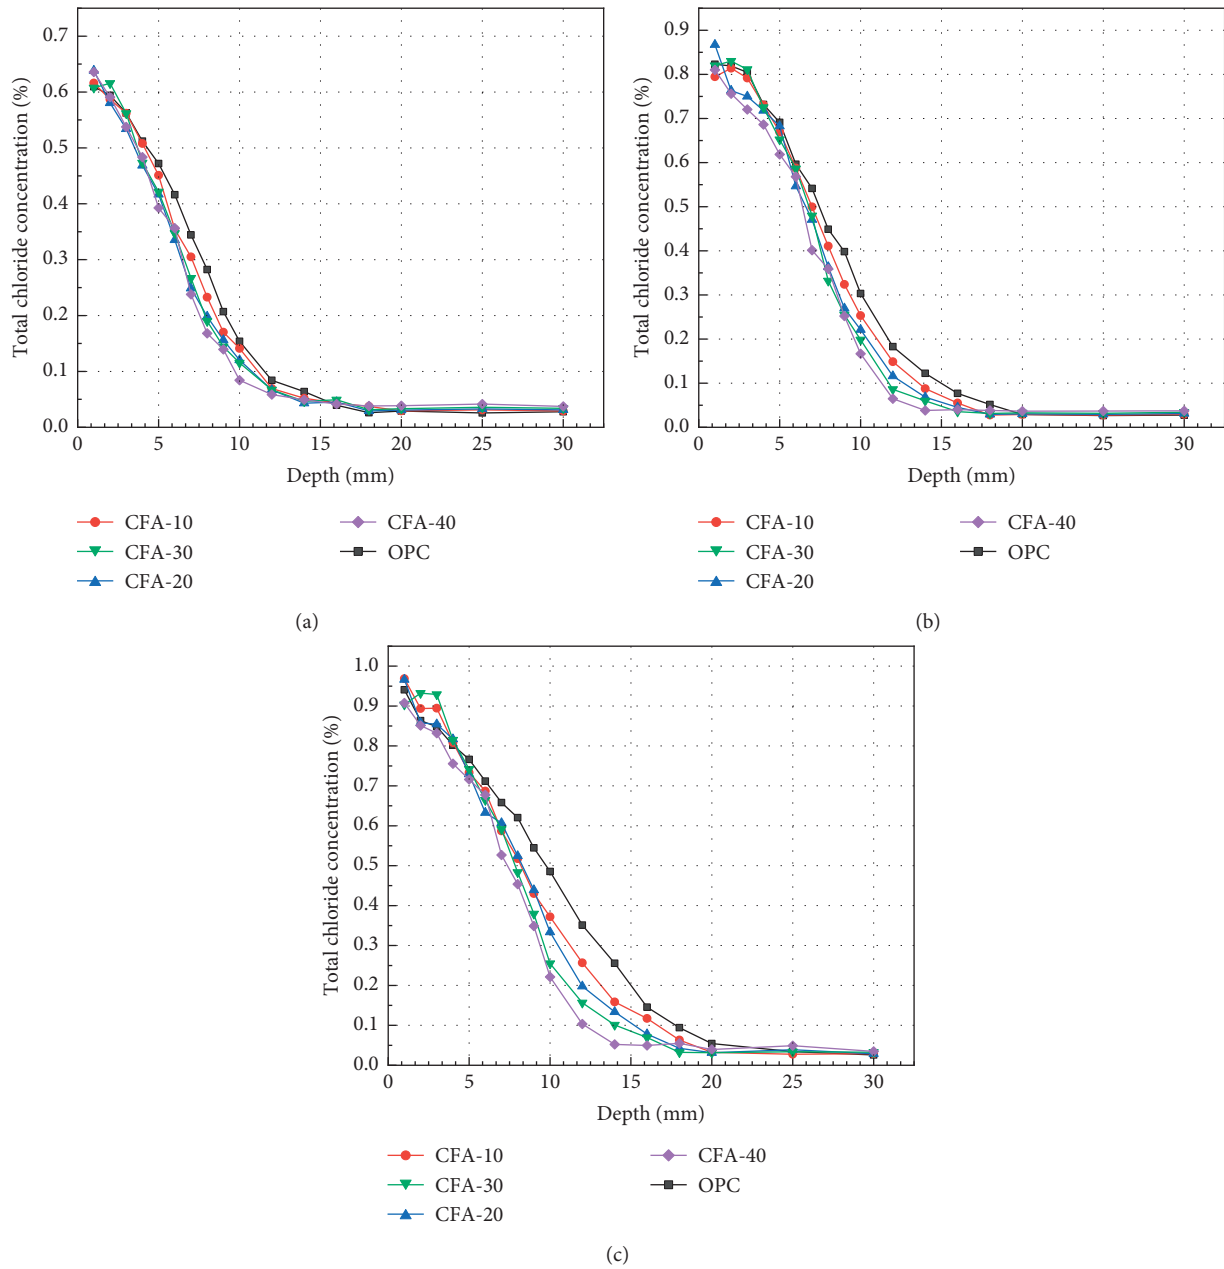 Total chloride concentration (%)
0.7
0.6
0.5
0.4
0.3
0.2
0.1
0.0
0 5 10 15 20 25 30
Depth (mm)
CFA-10 CFA-40
CFA-30 OPC
CFA-20
(a)
Total chloride concentration (%)
0.9
0.8
0.7
0.6
0.5
0.4
0.3
0.2
0.1
0.0
0 5 10 15 20 25 30
Depth (mm)
CFA-10 CFA-40
CFA-30 OPC
CFA-20
(b)
Total chloride concentration (%)
1.0
0.9
0.8
0.7
0.6
0.5
0.4
0.3
0.2
0.1
0.0
0 5 10 15 20 25 30
Depth (mm)
CFA-10 CFA-40
CFA-30 OPC
CFA-20
(c)